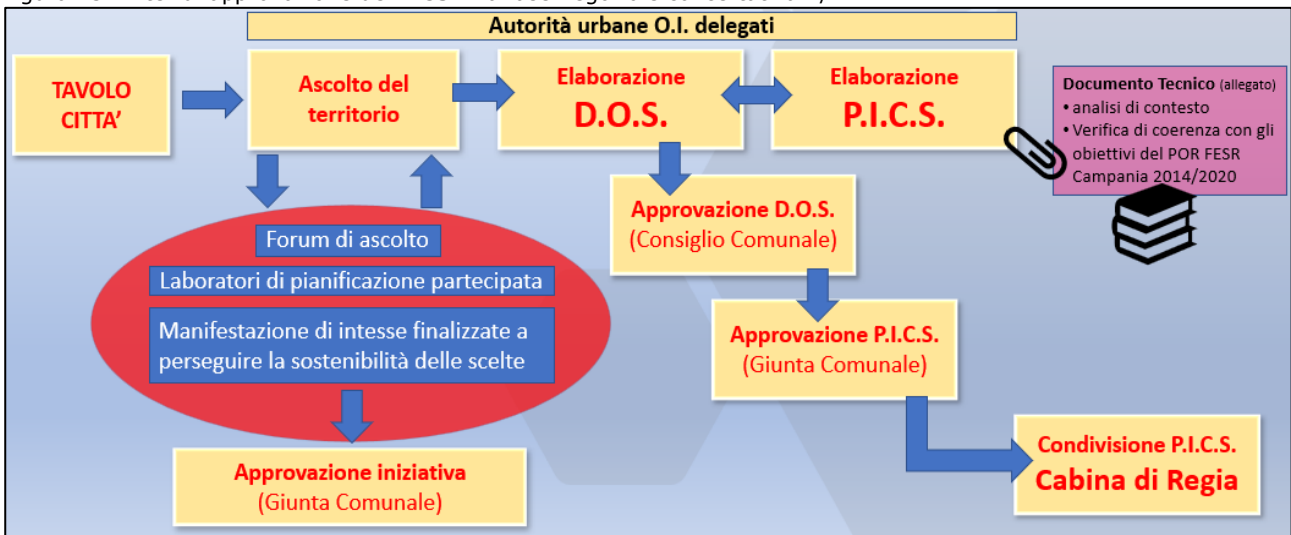 Autorità urbane O.I. delegati
TAVOLO
CITTA’
Ascolto del
territorio
Elaborazione
D.O.S.
Elaborazione
P.I.C.S.
Documento Tecnico (allegato)
• analisi di contesto
• Verifica di coerenza con gli
obiettivi del POR FESR
Campania 2014/2020
Forum di ascolto
Laboratori di pianificazione partecipata
Manifestazione di intesse finalizzate a
perseguire la sostenibilità delle scelte
Approvazione iniziativa
(Giunta Comunale)
Approvazione D.O.S.
(Consiglio Comunale)
Approvazione P.I.C.S.
(Giunta Comunale)
Condivisione P.I.C.S.
Cabina di Regia